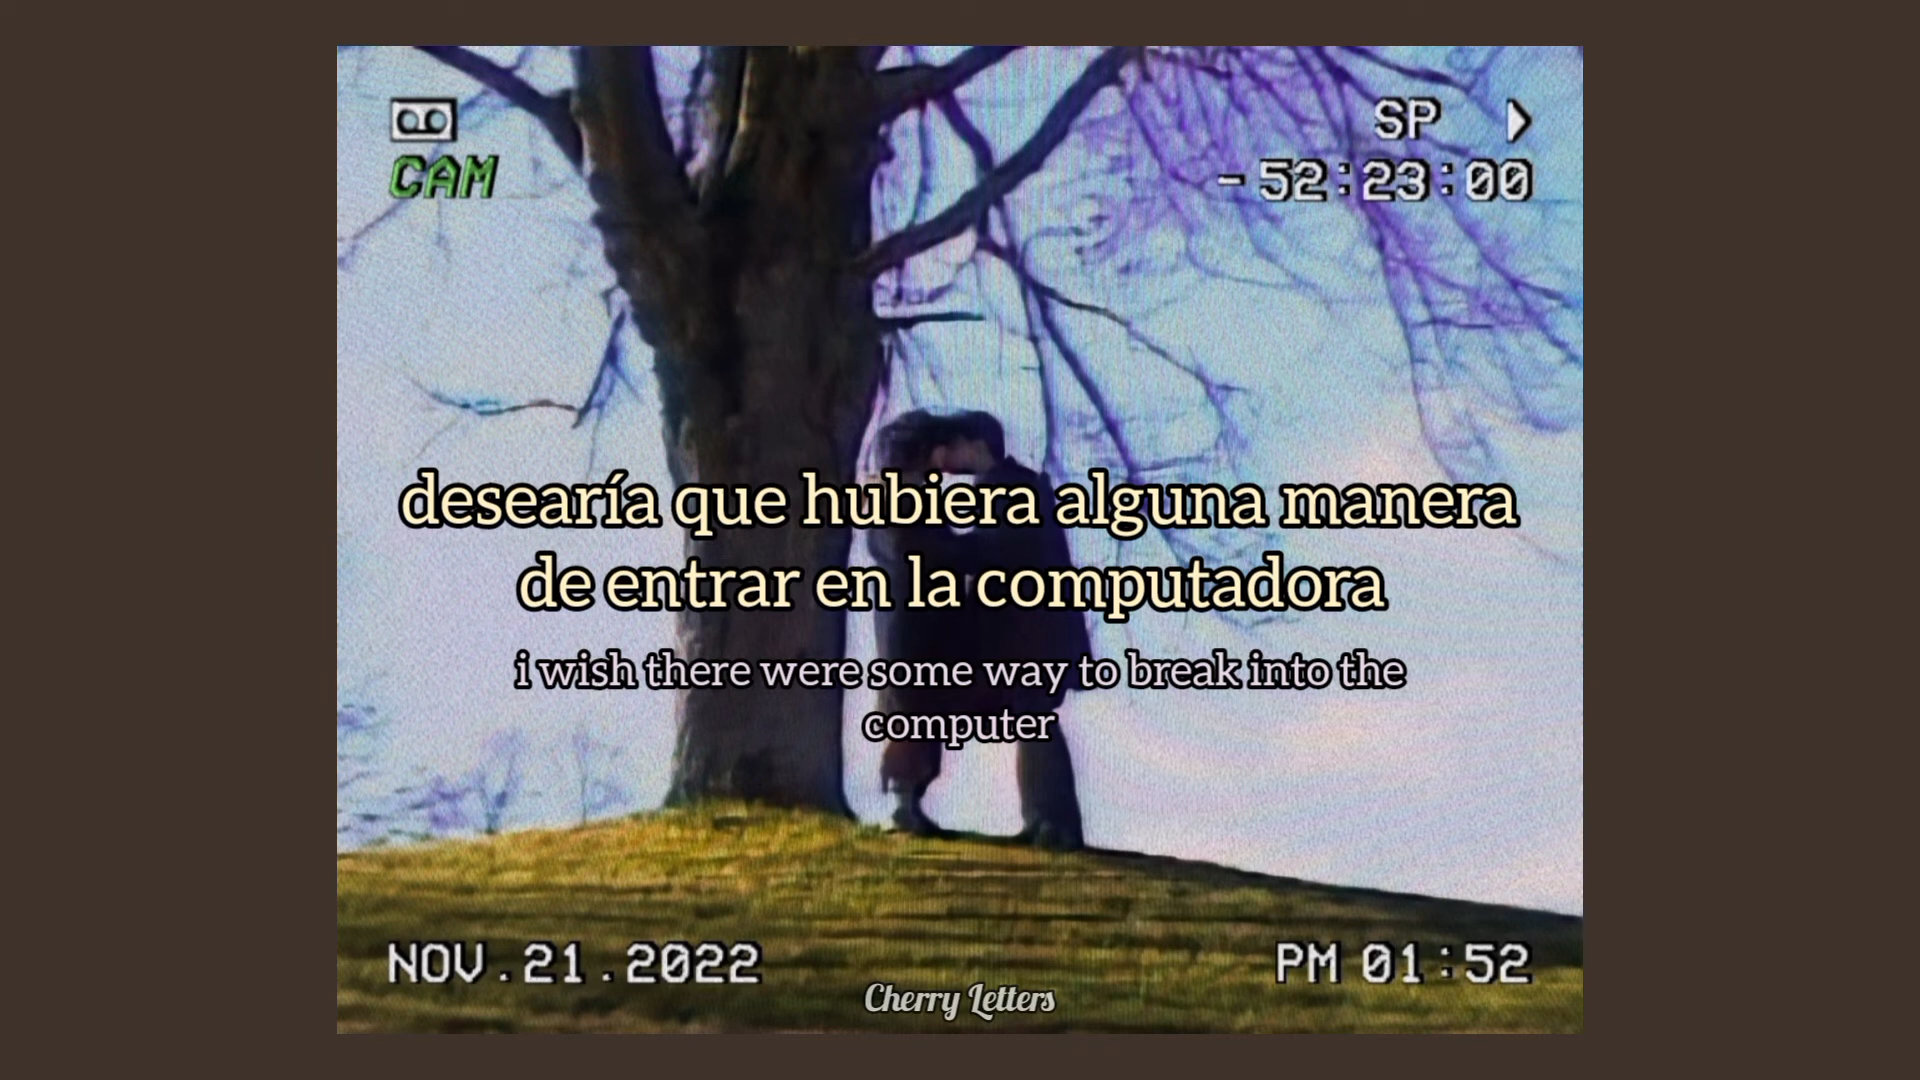 CAM
SP
-52:23:00
desearía que hubiera alguna manera
de entrar en la computadora
i wish there were some way to break into the
computer
NOV.21.2022
PM 01:52
Cherry Letters